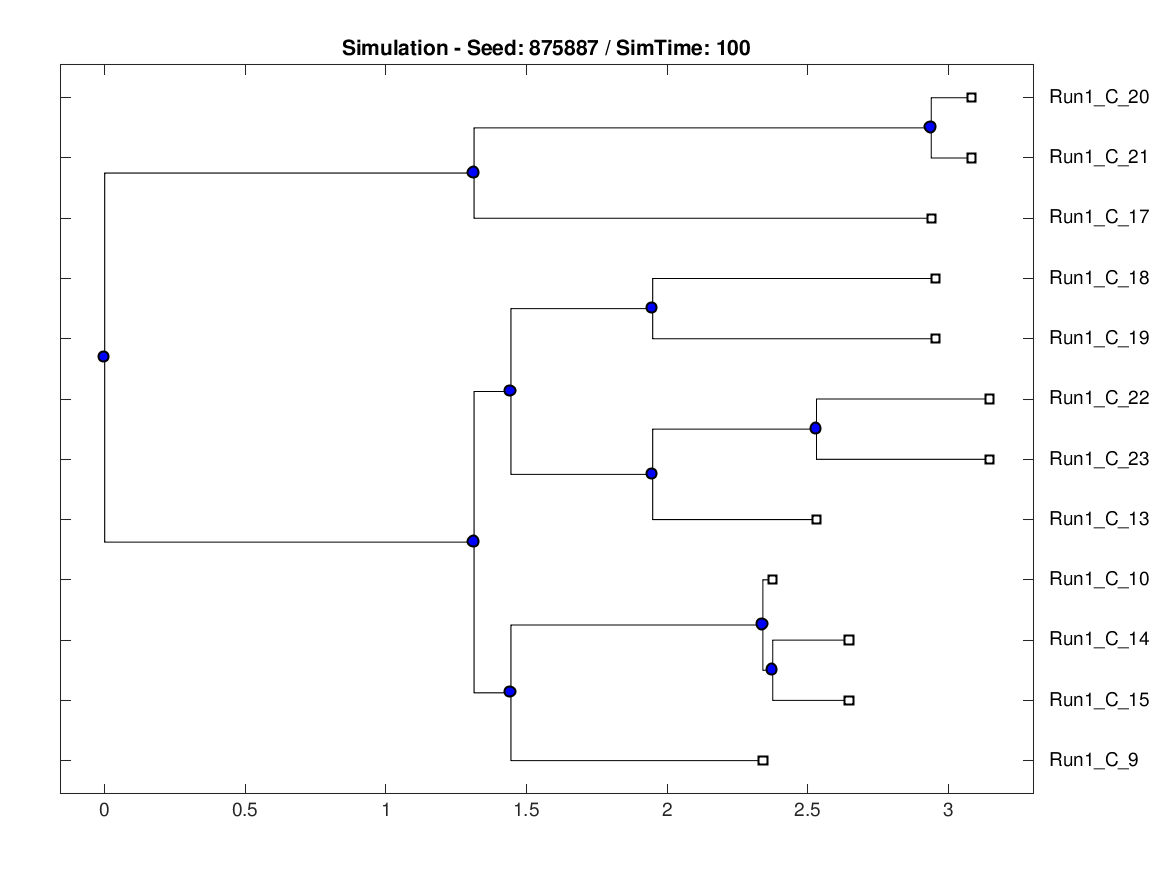 Simulation - Seed: 875887 / SimTime: 100
Run1_C_20
Run1_C_21
Run1_C_17
Run1_C_18
Run1_C_19
Run1_C_22
Run1_C_23
Run1_C_13
Run1_C_10
Run1_C_14
Run1_C_15
Run1_C_9
0 0.5 1 1.5 2 2.5 3